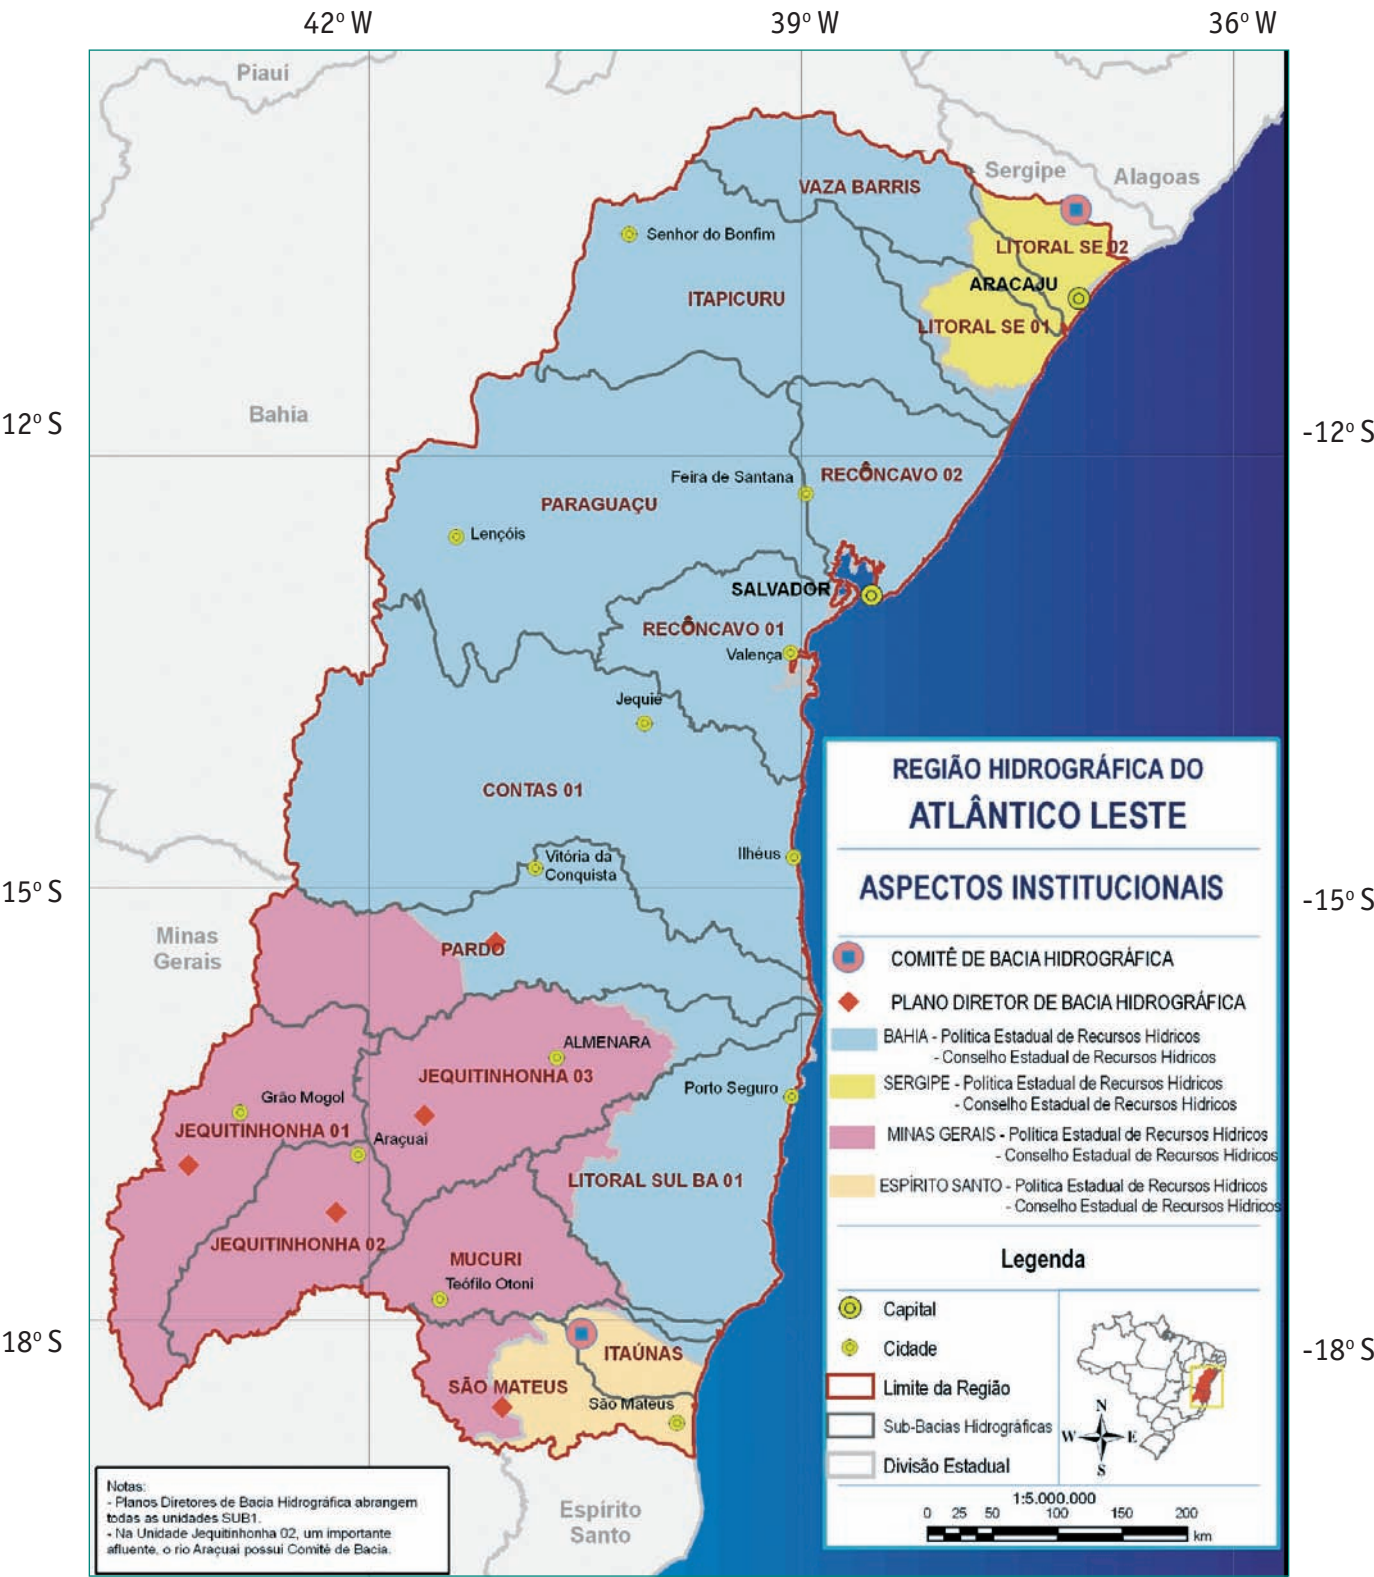 42º W
39º W
36º W
Piauí
Sergipe
Alagoas
VAZA BARRIS
Senhor do Bonfim
LITORAL SE 02
ARACAJU
ITAPICURU
LITORAL SE 01
Bahia
12º S
-12º S
Feira de Santana
RECÔNCAVO 02
PARAGUAÇU
Lençóis
SALVADOR
RECÔNCAVO 01
Valença
Jequié
CONTAS 01
Vitória da
Conquista
Ilhéus
15º S
-15º S
Minas
Gerais
PARDO
ALMENARA
JEQUITINHONHA 03
Porto Seguro
Grão Mogol
JEQUITINHONHA 01
Araçuaí
LITORAL SUL BA 01
JEQUITINHONHA 02
MUCURI
Teófilo Otoni
18º S
-18º S
ITAÚNAS
SÃO MATEUS
São Mateus
Espírito
Santo
REGIÃO HIDROGRÁFICA DO
ATLÂNTICO LESTE
ASPECTOS INSTITUCIONAIS
COMITÊ DE BACIA HIDROGRÁFICA
PLANO DIRETOR DE BACIA HIDROGRÁFICA
BAHIA - Política Estadual de Recursos Hídricos
- Conselho Estadual de Recursos Hídricos
SERGIPE - Política Estadual de Recursos Hídricos
- Conselho Estadual de Recursos Hídricos
MINAS GERAIS - Política Estadual de Recursos Hídricos
- Conselho Estadual de Recursos Hídricos
ESPÍRITO SANTO - Política Estadual de Recursos Hídricos
- Conselho Estadual de Recursos Hídricos
Legenda
Capital
Cidade
Limite da Região
Sub-Bacias Hidrográficas
Divisão Estadual
N
W E
S
1:5.000.000
0 25 50 100 150 200
km
Notas:
- Planos Diretores de Bacia Hidrográfica abrangem
todas as unidades SUB1.
- Na Unidade Jequitinhonha 02, um importante
afluente, o rio Araçuaí possui Comitê de Bacia.